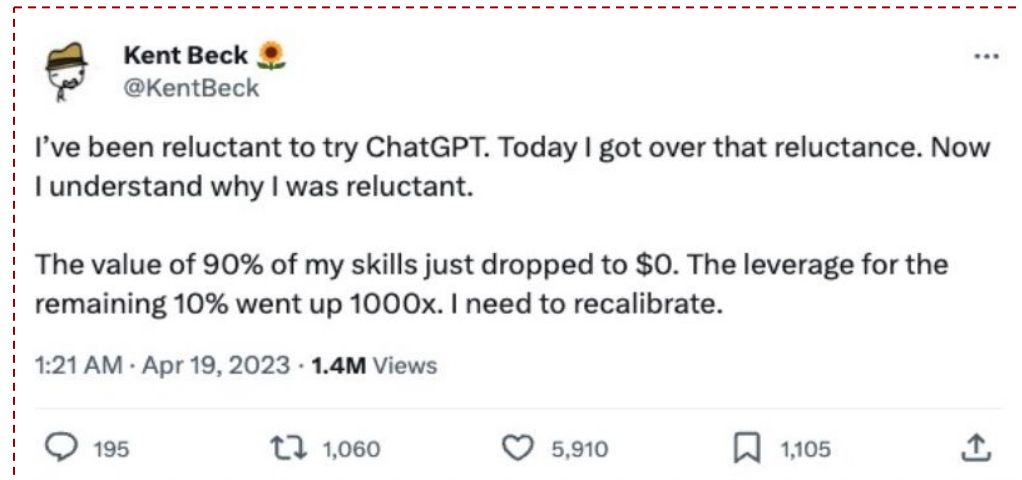 Kent Beck 🌻
@KentBeck
I’ve been reluctant to try ChatGPT. Today I got over that reluctance. Now
I understand why I was reluctant.
The value of 90% of my skills just dropped to $0. The leverage for the
remaining 10% went up 1000x. I need to recalibrate.
1:21 AM · Apr 19, 2023 · 1.4M Views
195 1,060 5,910 1,105